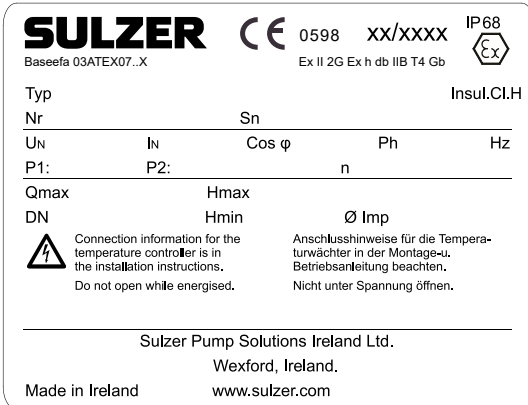 SULZER CE 0598 xx/xxxx IP68
Baseefa 03ATEX07..X Ex II 2G Ex h db IIB T4 Gb Ex
Typ Insul.Cl.H
Nr Sn
UN IN Cos φ Ph Hz
P1: P2: n
Qmax Hmax
DN Hmin Ø Imp
Connection information for the
temperature controller is in
the installation instructions.
Do not open while energised.
Anschlusshinweise für die Tempera-
turwächter in der Montage-u.
Betriebsanleitung beachten.
Nicht unter Spannung öffnen.
Sulzer Pump Solutions Ireland Ltd.
Wexford, Ireland.
Made in Ireland www.sulzer.com